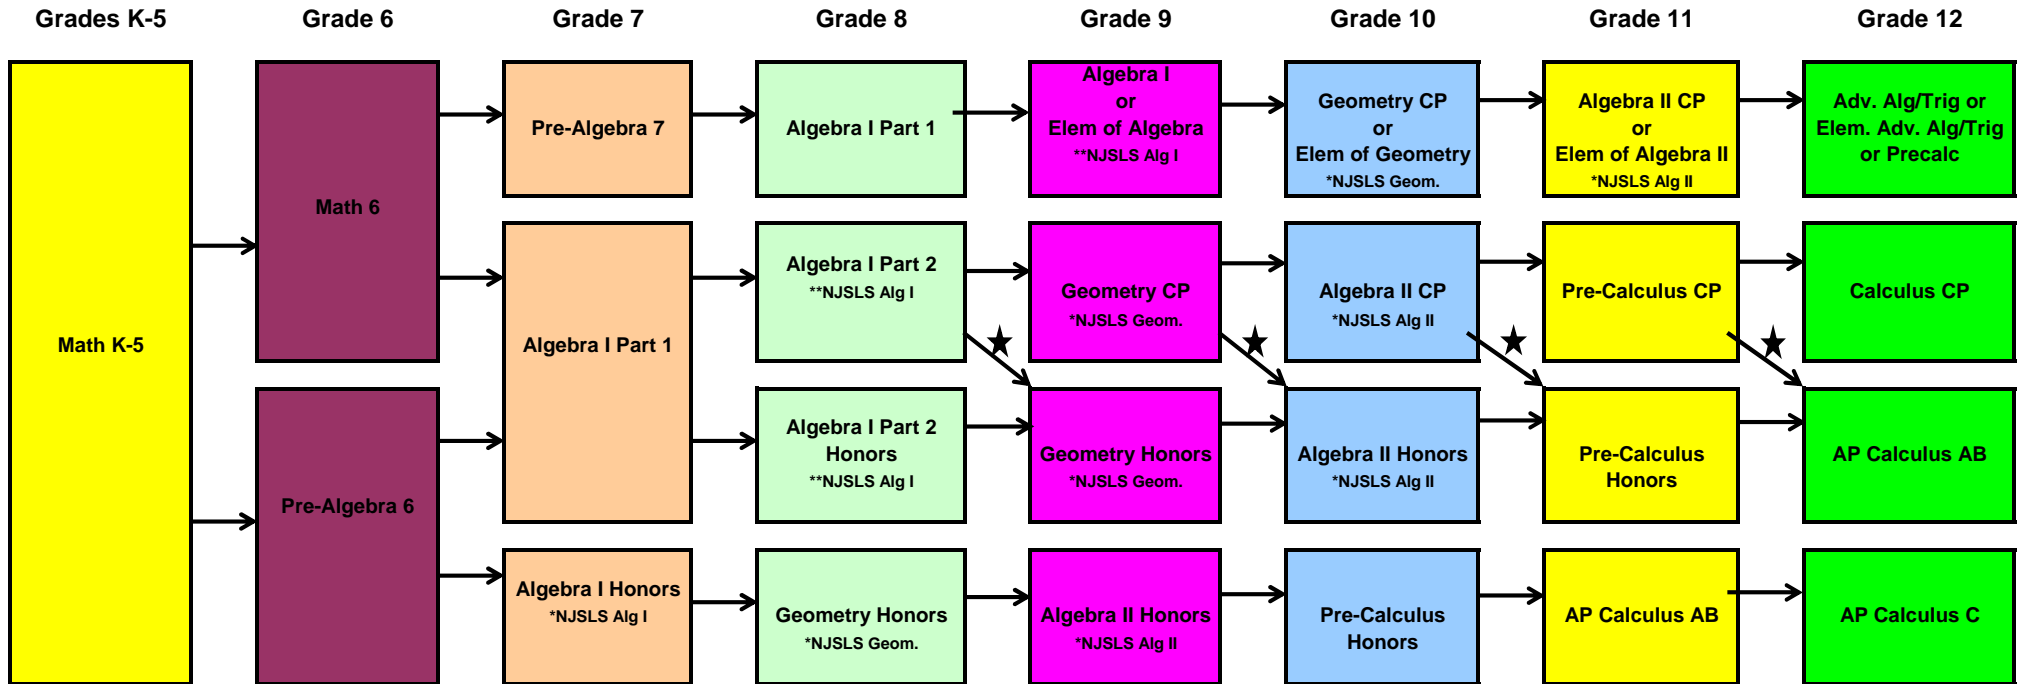 Grades K-5
Grade 6
Grade 7
Grade 8
Grade 9
Grade 10
Grade 11
Grade 12
Math K-5
Math 6
Pre-Algebra 6
Pre-Algebra 7
Algebra I Part 1
Algebra I Honors
*NJSLS Alg I
Algebra I Part 1
Algebra I Part 2
**NJSLS Alg I
Algebra I Part 2
Honors
**NJSLS Alg I
Geometry Honors
*NJSLS Geom.
Algebra I
or
Elem of Algebra
**NJSLS Alg I
Geometry CP
*NJSLS Geom.
Geometry Honors
*NJSLS Geom.
Algebra II Honors
*NJSLS Alg II
Geometry CP
or
Elem of Geometry
*NJSLS Geom.
Algebra II CP
*NJSLS Alg II
Algebra II Honors
*NJSLS Alg II
Pre-Calculus
Honors
Algebra II CP
or
Elem of Algebra II
*NJSLS Alg II
Pre-Calculus CP
Pre-Calculus
Honors
AP Calculus AB
Adv. Alg/Trig or
Elem. Adv. Alg/Trig
or Precalc
Calculus CP
AP Calculus AB
AP Calculus C